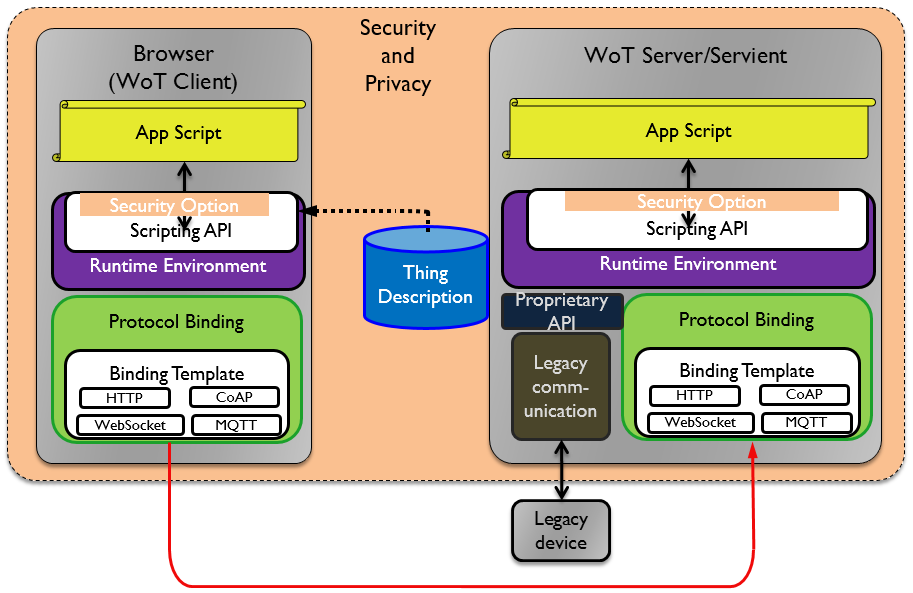 Security
and
Privacy
Browser
(WoT Client)
App Script
Security Option
Scripting API
Runtime Environment
Protocol Binding
Binding Template
HTTP
CoAP
WebSocket
MQTT
Thing
Description
WoT Server/Servient
App Script
Security Option
Scripting API
Runtime Environment
Proprietary
API
Legacy
comm-
unication
Protocol Binding
Binding Template
HTTP
CoAP
WebSocket
MQTT
Legacy
device